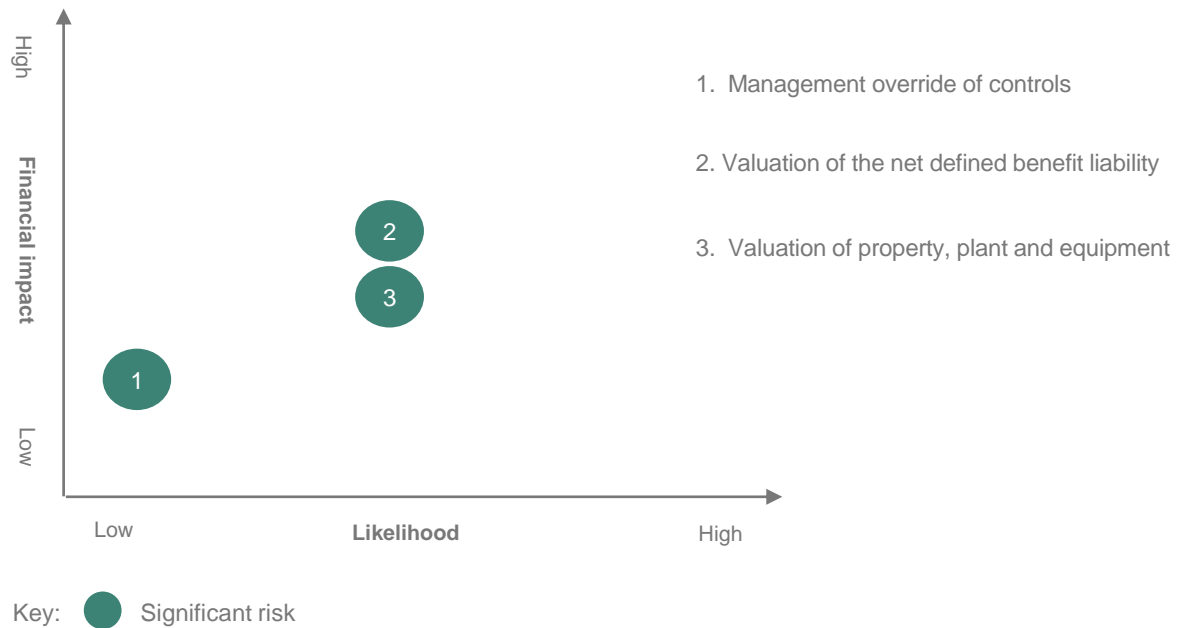 High
Financial impact
Low
1. Management override of controls
2. Valuation of the net defined benefit liability
3. Valuation of property, plant and equipment
2
3
1
Low
Likelihood
High
Key:
Significant risk